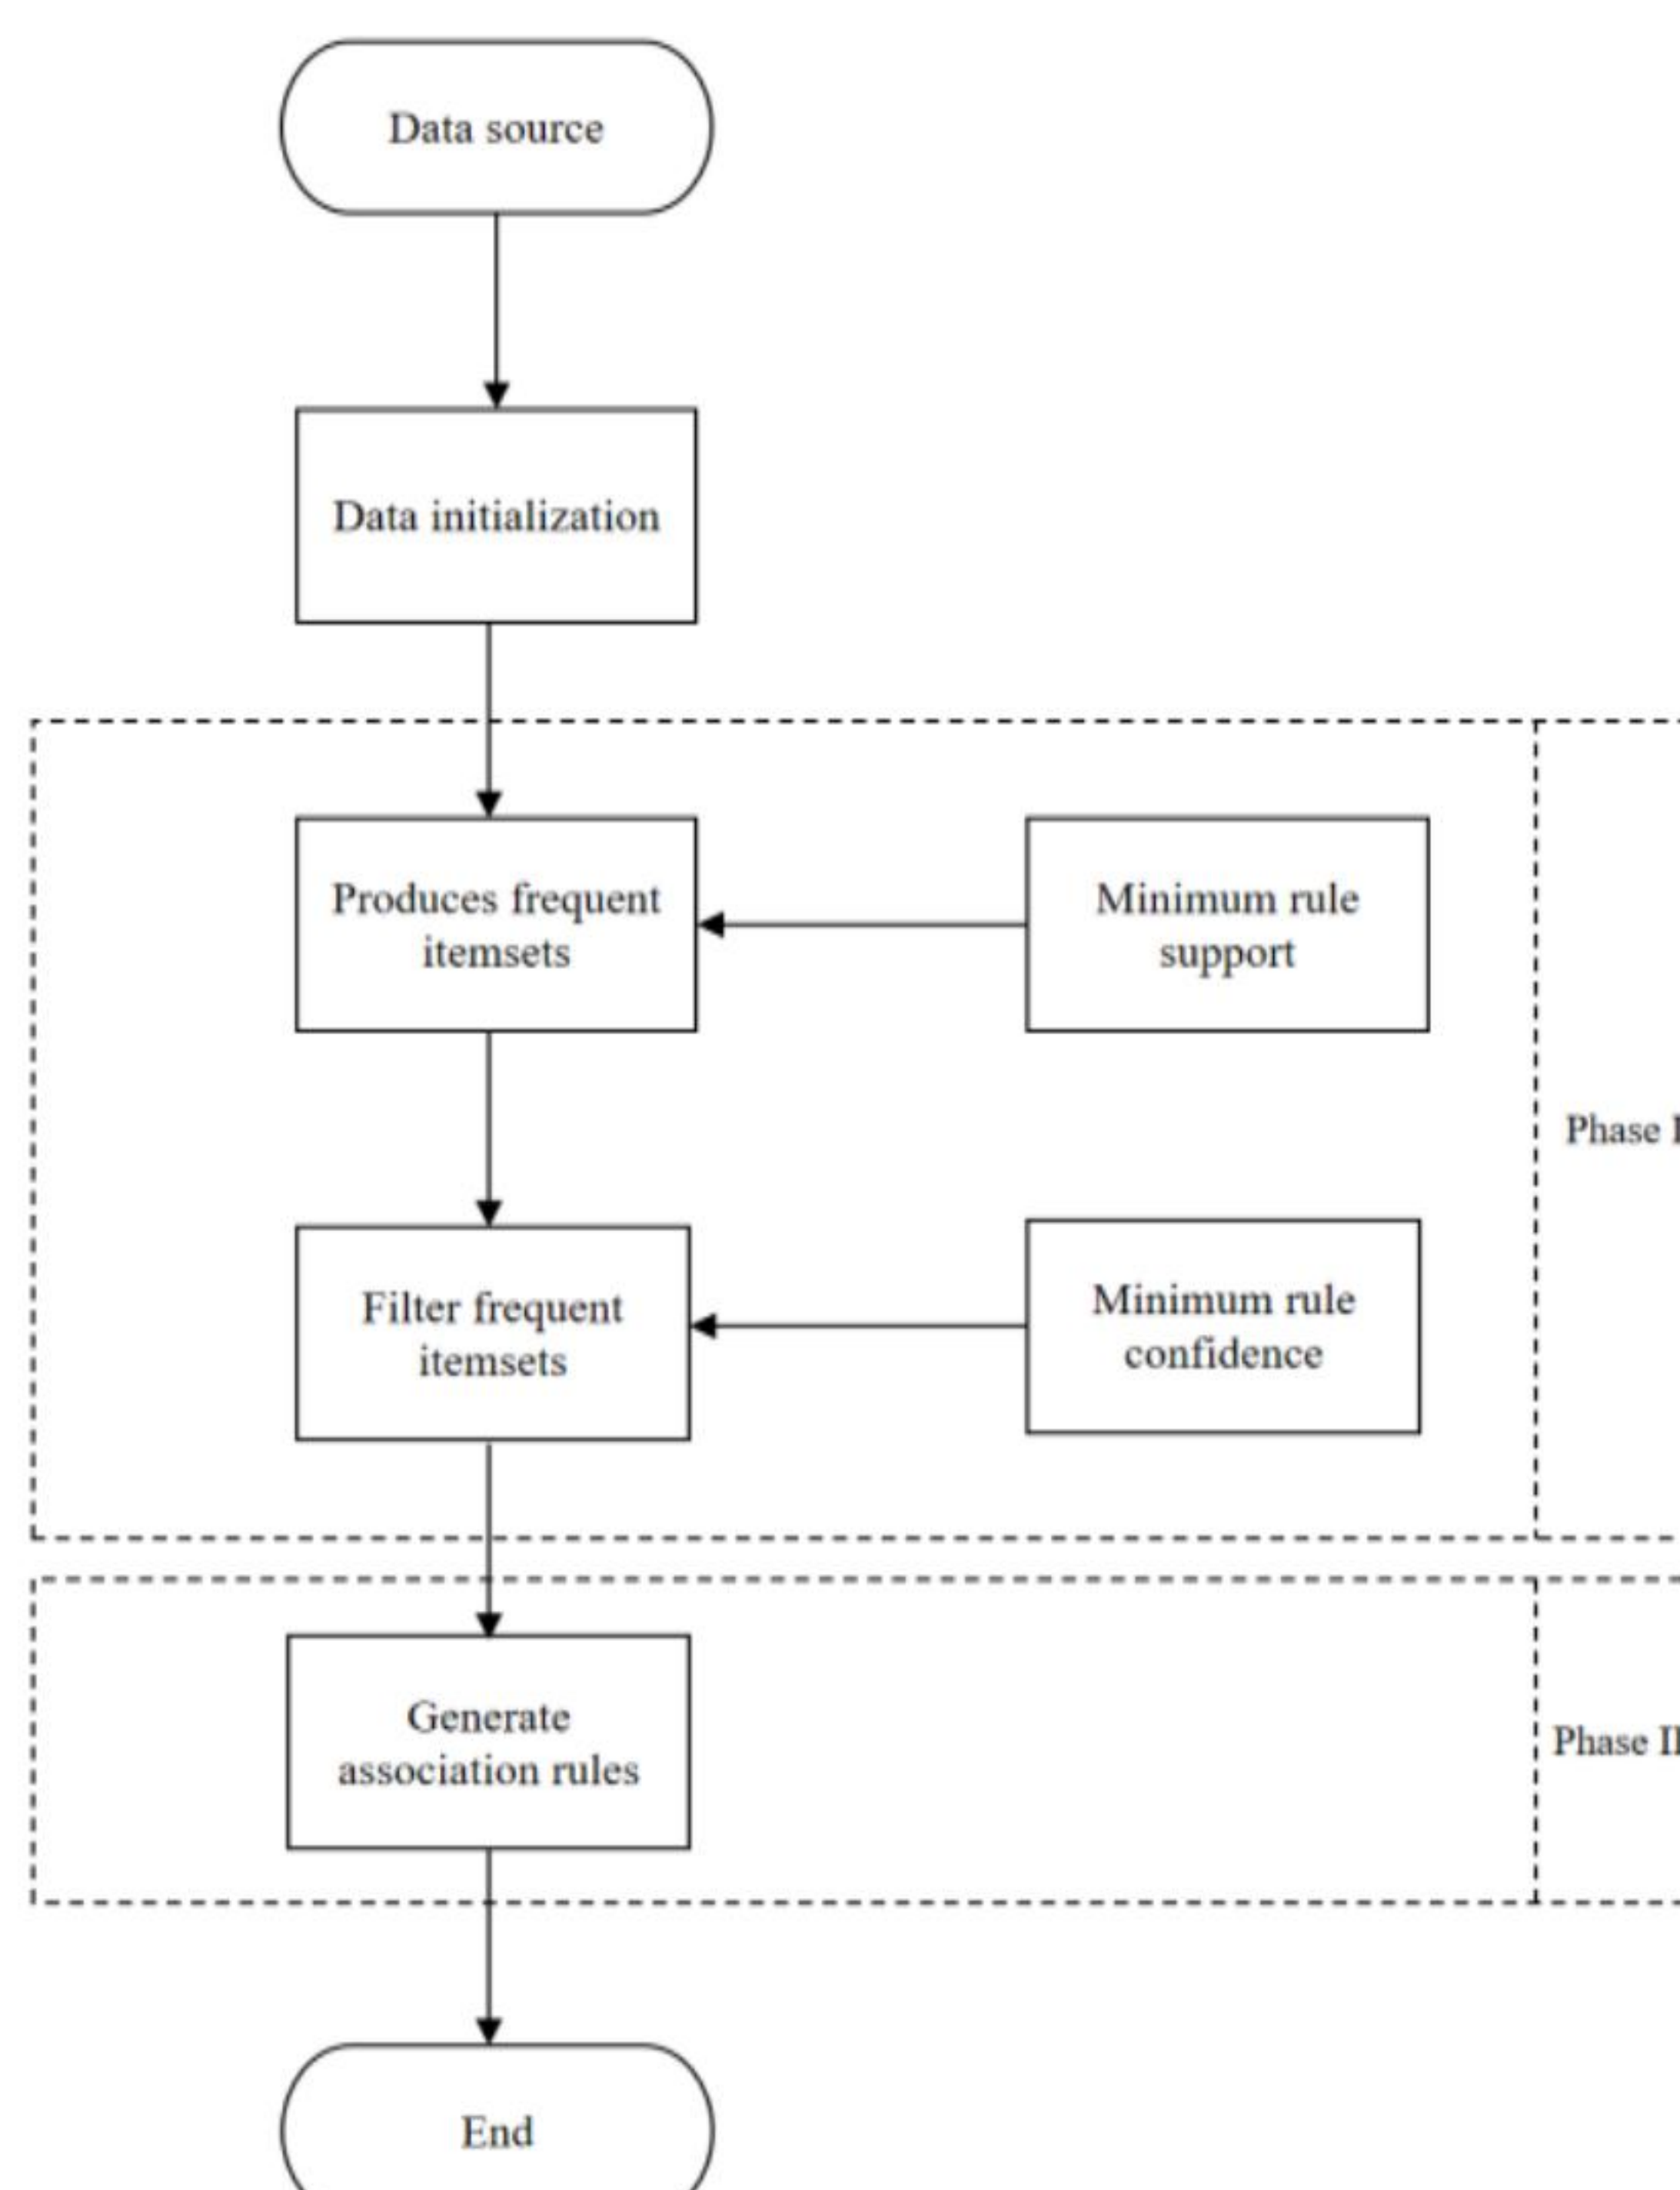 Data source
Data initialization
Produces frequent
itemsets
Minimum rule
support
Phase I
Filter frequent
itemsets
Minimum rule
confidence
Generate
association rules
Phase II
End